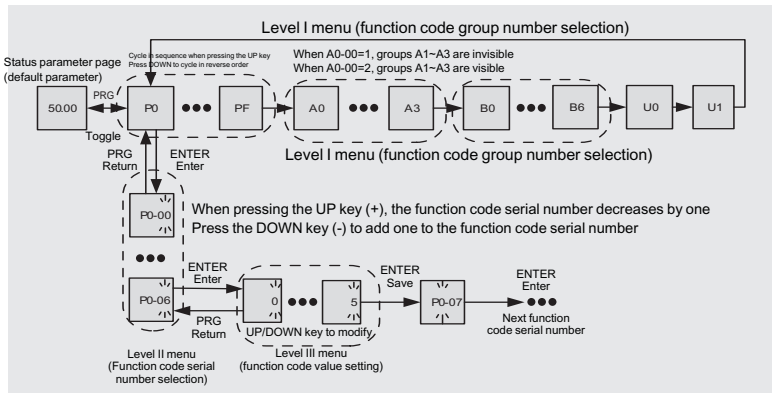 Level I menu (function code group number selection)
Status parameter page
(default parameter)
Cycle in sequence when pressing the UP key
Press DOWN to cycle in reverse order
When A0-00=1, groups A1~A3 are invisible
When A0-00=2, groups A1~A3 are visible
50.00
PRG
Toggle
P0
PF
A0
A3
B0
B6
U0
U1
Level I menu (function code group number selection)
PRG
Return
ENTER
Enter
P0-00
When pressing the UP key (+), the function code serial number decreases by one
Press the DOWN key (-) to add one to the function code serial number
P0-06
ENTER
Enter
PRG
Return
0
5
UP/DOWN key to modify
ENTER
Save
P0-07
ENTER
Enter
Next function
code serial number
Level II menu
(Function code serial
number selection)
Level III menu
(function code value setting)